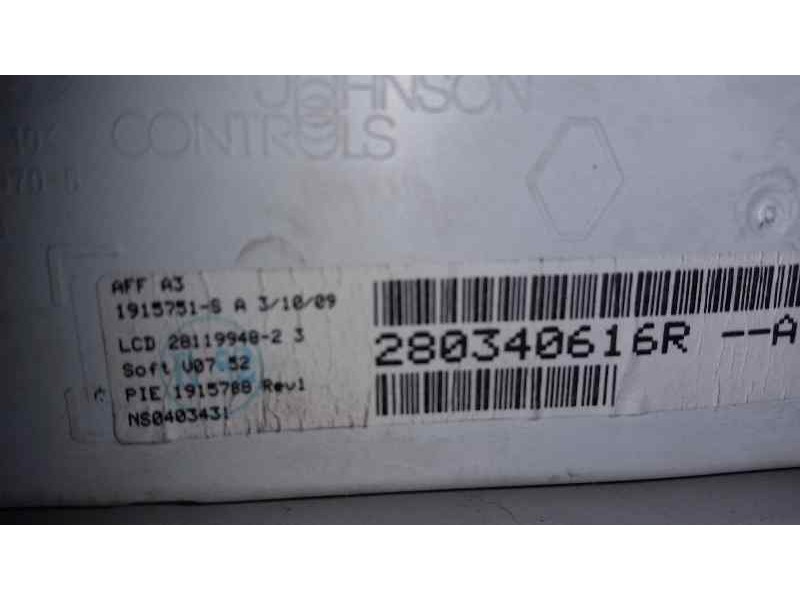 JOHNSON
CONTROLS
AFF A3
1915751-S A 3/10/09
LCD 28119948-2 3
Soft V07.52
PIE 1915788 Rev1
NS0403431
280340616R --A